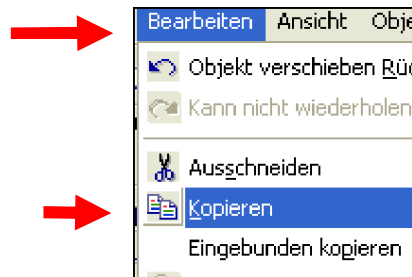 Bearbeiten Ansicht
Objekt verschieben
Kann nicht wiederholen
Ausschneiden
Kopieren
Eingebunden kopieren